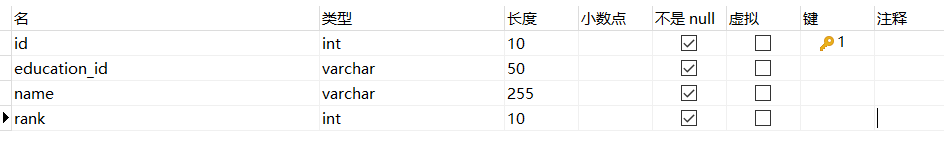 名 类型 长度 小数点 不是 null 虚拟 键 注释
id int 10 1
education_id varchar 50
name varchar 255
rank int 10